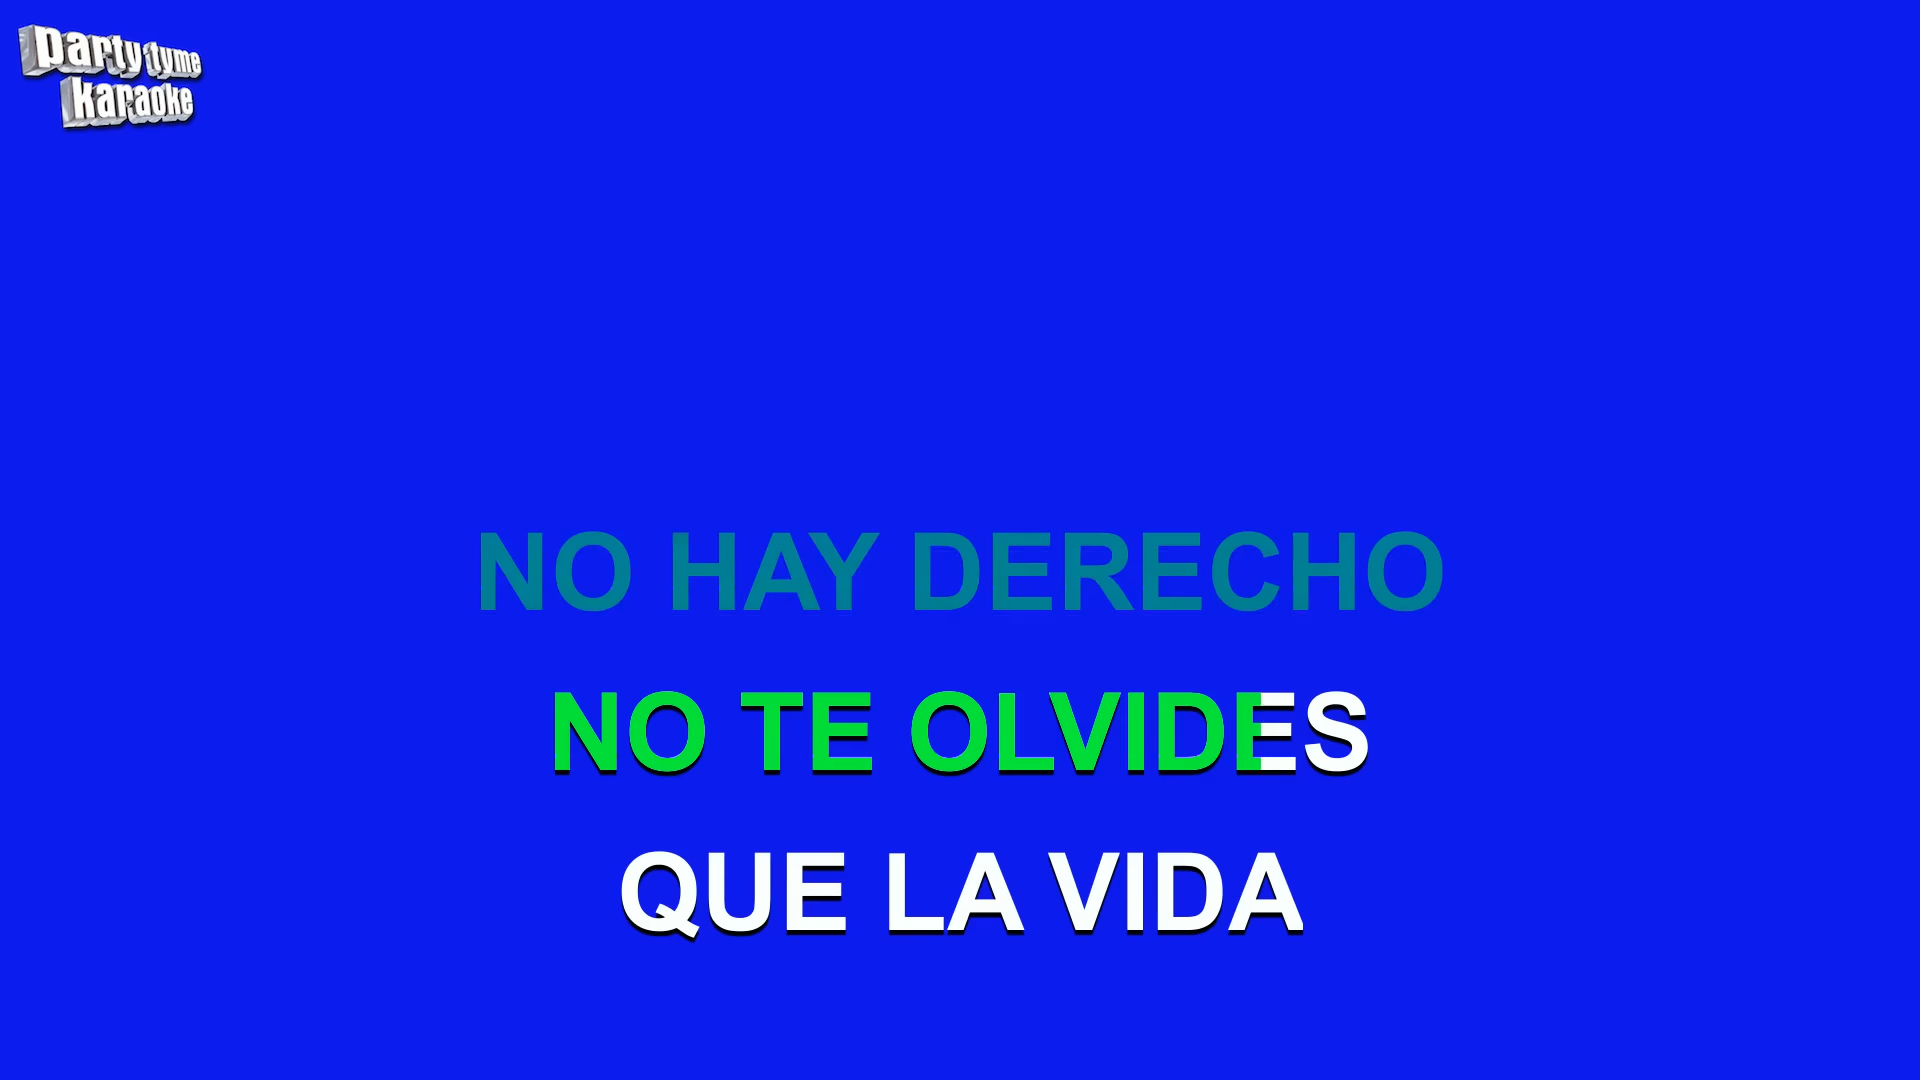 party tyme
karaoke
NO HAY DERECHO
NO TE OLVIDES
QUE LA VIDA